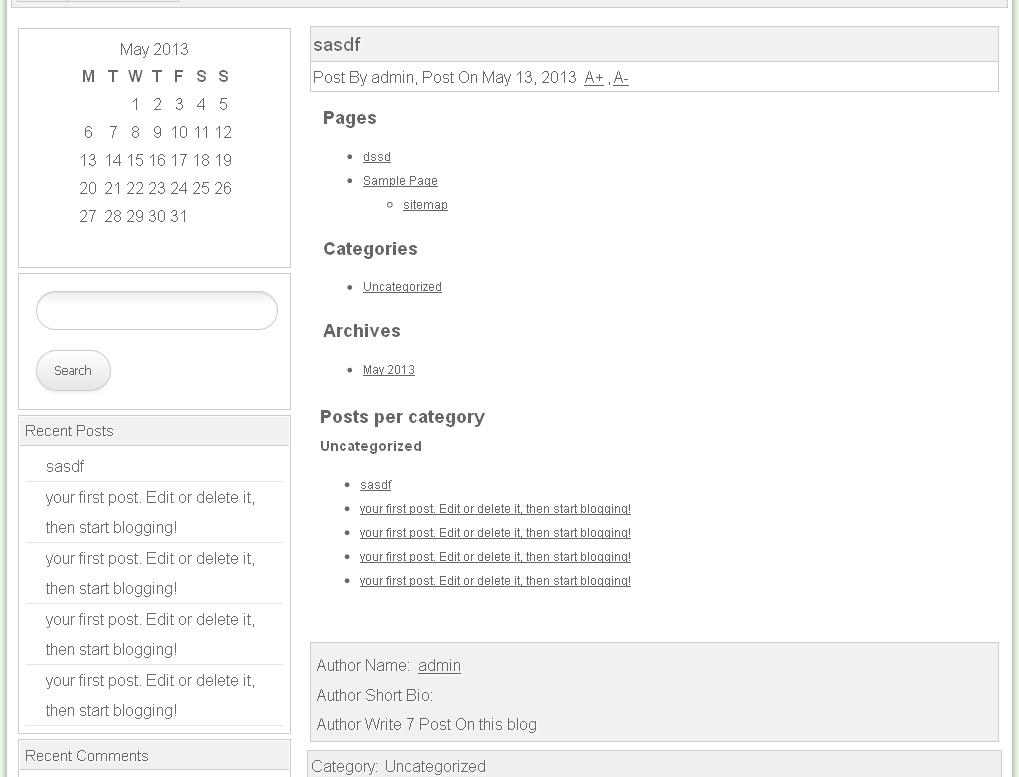 May 2013
M T W T F S S
1 2 3 4 5
6 7 8 9 10 11 12
13 14 15 16 17 18 19
20 21 22 23 24 25 26
27 28 29 30 31
Search
Recent Posts
sasdf
your first post. Edit or delete it,
then start blogging!
your first post. Edit or delete it,
then start blogging!
your first post. Edit or delete it,
then start blogging!
your first post. Edit or delete it,
then start blogging!
Recent Comments
sasdf
Post By admin, Post On May 13, 2013 A+ , A-
Pages
dssd
Sample Page
sitemap
Categories
Uncategorized
Archives
May 2013
Posts per category
Uncategorized
sasdf
your first post. Edit or delete it, then start blogging!
your first post. Edit or delete it, then start blogging!
your first post. Edit or delete it, then start blogging!
your first post. Edit or delete it, then start blogging!
Author Name: admin
Author Short Bio:
Author Write 7 Post On this blog
Category: Uncategorized